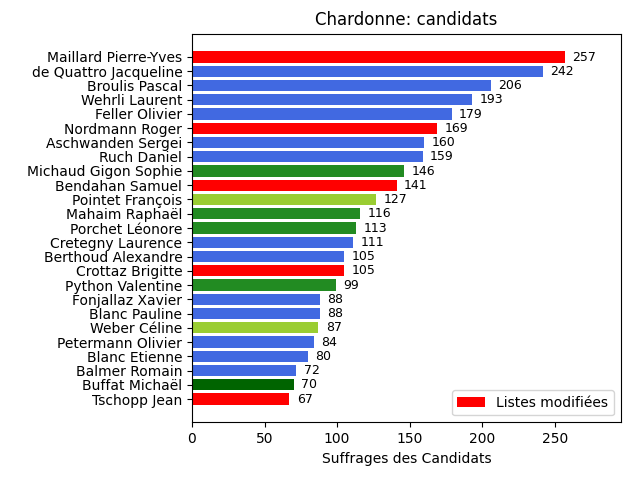 Chardonne: candidats
Maillard Pierre-Yves 257
de Quattro Jacqueline 242
Broulis Pascal 206
Wehrli Laurent 193
Feller Olivier 179
Nordmann Roger 169
Aschwanden Sergei 160
Ruch Daniel 159
Michaud Gigon Sophie 146
Bendahan Samuel 141
Pointet François 127
Mahaim Raphaël 116
Porchet Léonore 113
Cretegny Laurence 111
Berthoud Alexandre 105
Crottaz Brigitte 105
Python Valentine 99
Fonjallaz Xavier 88
Blanc Pauline 88
Weber Céline 87
Petermann Olivier 84
Blanc Etienne 80
Balmer Romain 72
Buffat Michaël 70
Tschopp Jean 67
Listes modifiées
0 50 100 150 200 250
Suffrages des Candidats